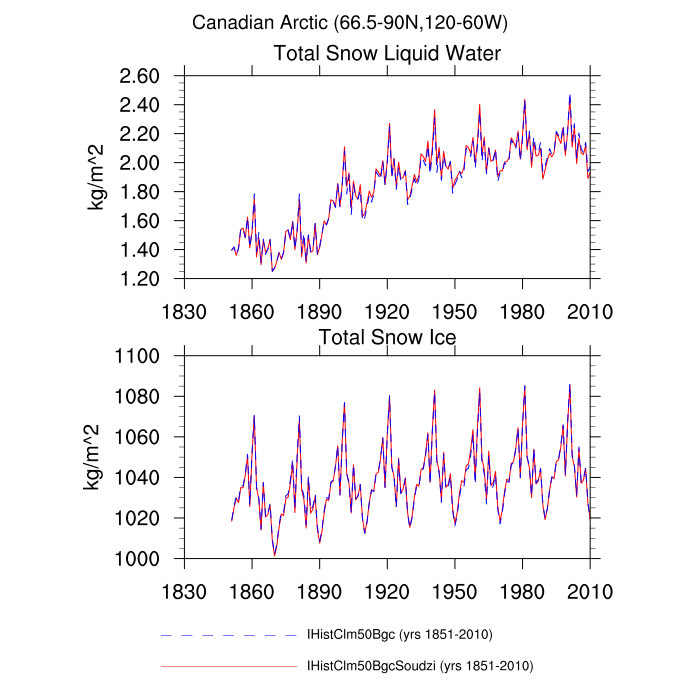 Canadian Arctic (66.5-90N,120-60W)
Total Snow Liquid Water
2.60
2.40
2.20
2.00
1.80
1.60
1.40
1.20
kg/m^2
1830 1860 1890 1920 1950 1980 2010
Total Snow Ice
1100
1080
1060
1040
1020
1000
kg/m^2
1830 1860 1890 1920 1950 1980 2010
IHistClm50Bgc (yrs 1851-2010)
IHistClm50BgcSoudzi (yrs 1851-2010)